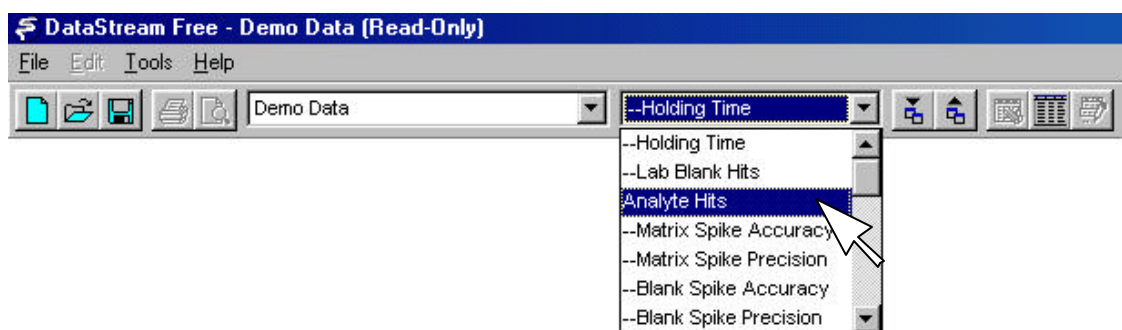 DataStream Free - Demo Data (Read-Only)
File Edit Tools Help
Demo Data --Holding Time
--Holding Time
--Lab Blank Hits
Analyte Hits
--Matrix Spike Accuracy
--Matrix Spike Precision
--Blank Spike Accuracy
--Blank Spike Precision